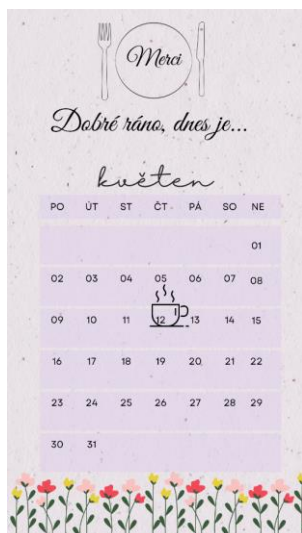 Merci
Dobré ráno, dnes je...
květen
PO ÚT ST ČT PÁ SO NE
01
02 03 04 05 06 07 08
09 10 11 12 13 14 15
16 17 18 19 20 21 22
23 24 25 26 27 28 29
30 31